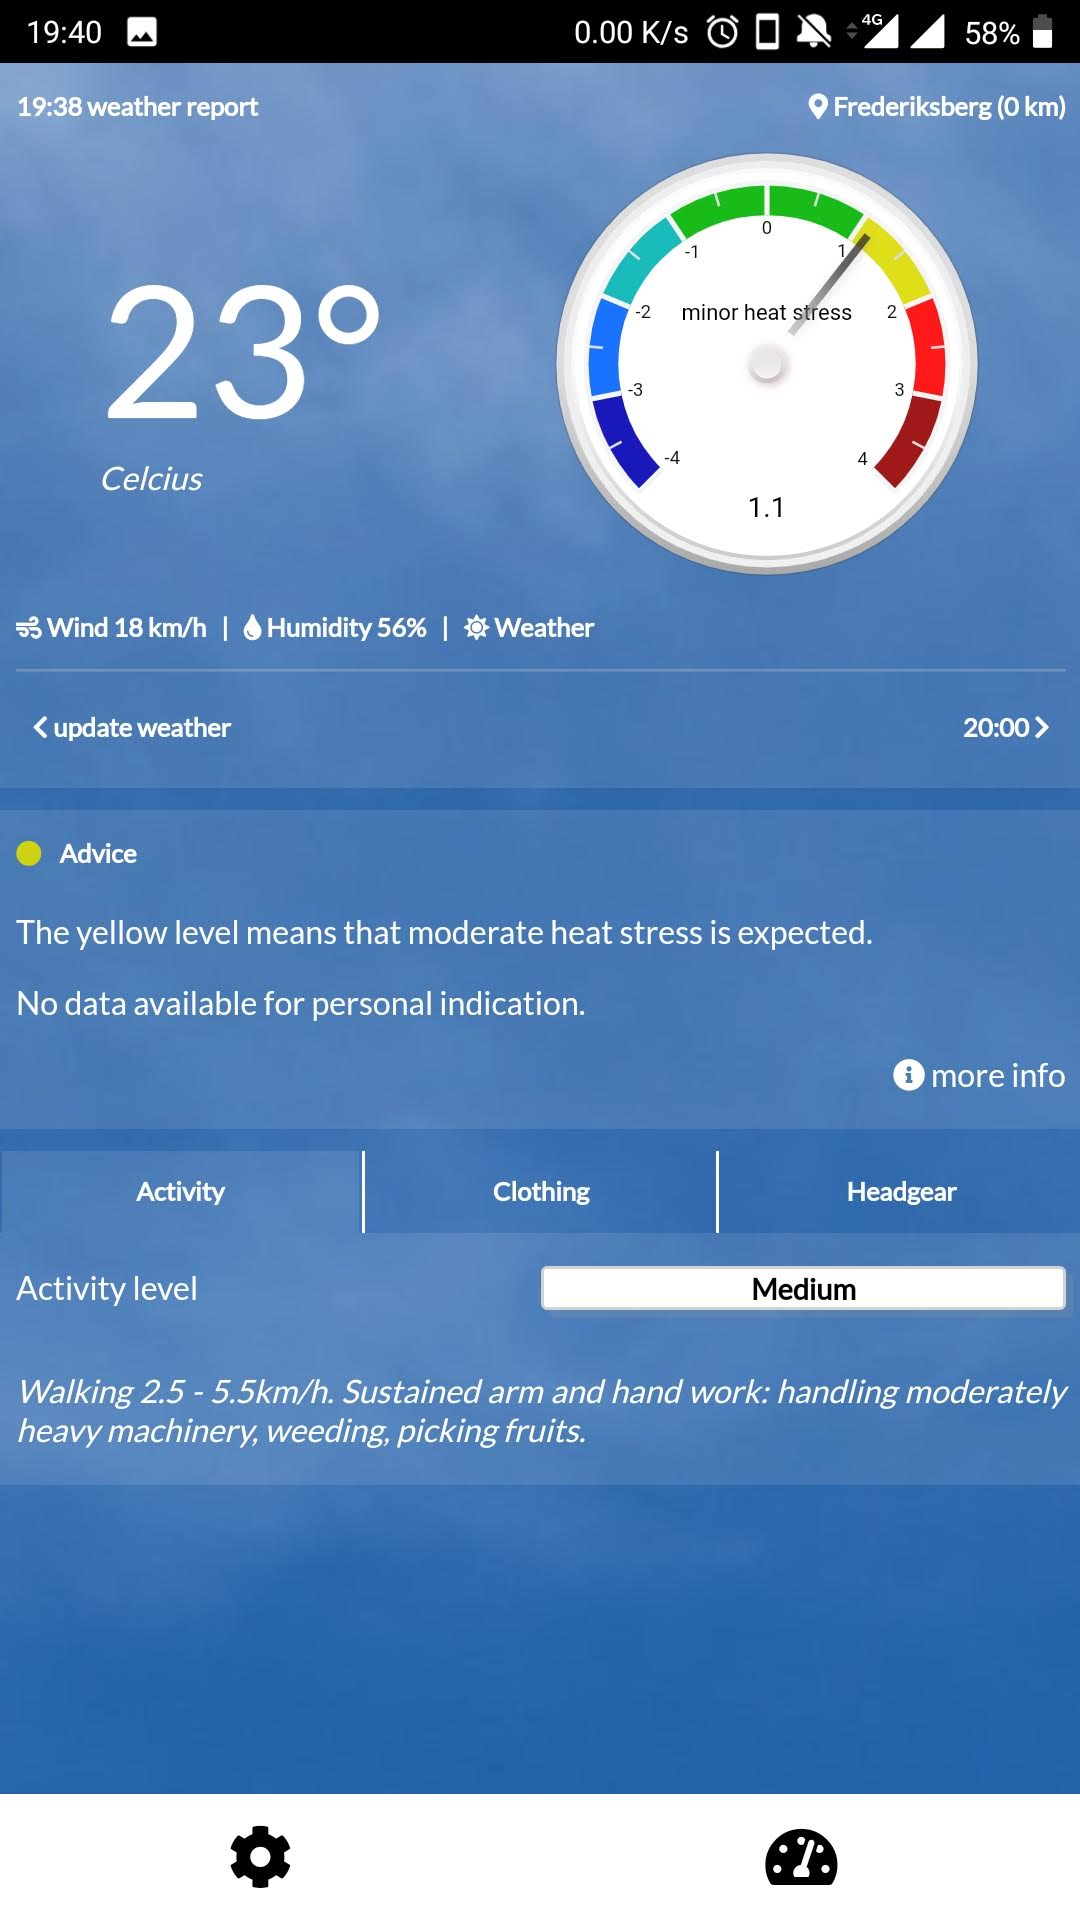 19:40 0.00 K/s 4G 58%
19:38 weather report Frederiksberg (0 km)
23°
Celcius
0
-1 1
-2 minor heat stress 2
-3 3
-4 4
1.1
Wind 18 km/h | Humidity 56% | Weather
update weather 20:00
Advice
The yellow level means that moderate heat stress is expected.
No data available for personal indication.
more info
Activity Clothing Headgear
Activity level Medium
Walking 2.5 - 5.5km/h. Sustained arm and hand work: handling moderately
heavy machinery, weeding, picking fruits.